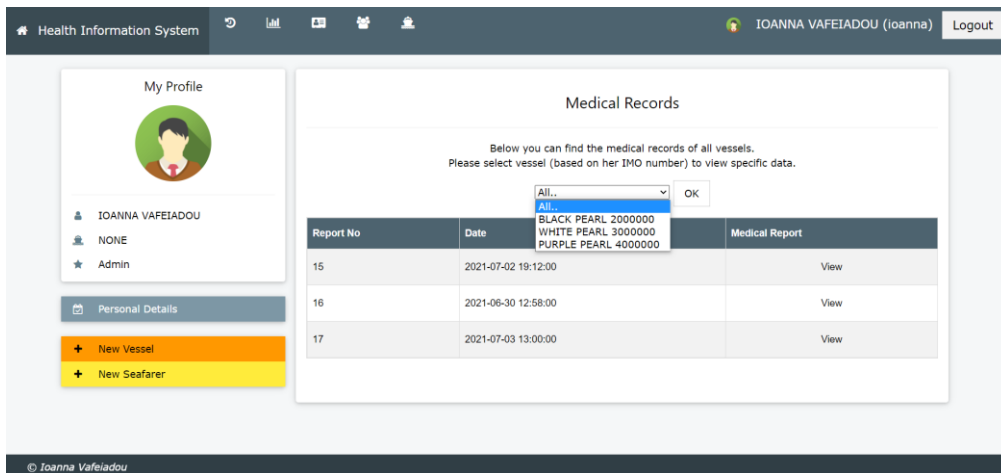 Health Information System
IOANNA VAFEIADOU (ioanna)
Logout
My Profile
IOANNA VAFEIADOU
NONE
Admin
Personal Details
New Vessel
New Seafarer
Medical Records
Below you can find the medical records of all vessels.
Please select vessel (based on her IMO number) to view specific data.
All..
OK
All..
BLACK PEARL 2000000
WHITE PEARL 3000000
PURPLE PEARL 4000000
Report No Date Medical Report
15 2021-07-02 19:12:00 View
16 2021-06-30 12:58:00 View
17 2021-07-03 13:00:00 View
© Ioanna Vafeiadou